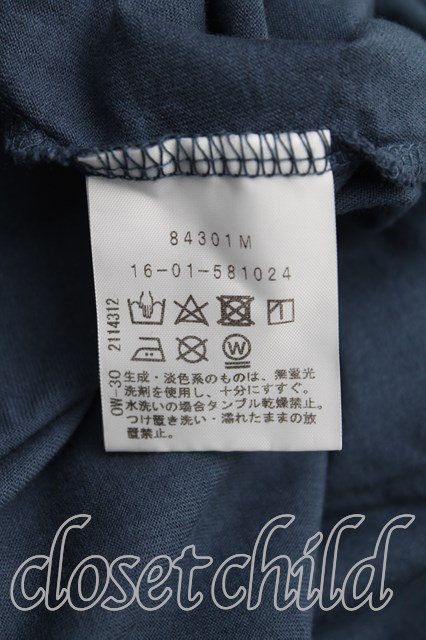 84301M
16-01-581024
OW-30 2114312
生成・淡色系のものは、無蛍光
洗剤を使用し、十分にすすぐ。
水洗いの場合タンブル乾燥禁止。
つけ置き洗い・濡れたままの放
置禁止。
closet child